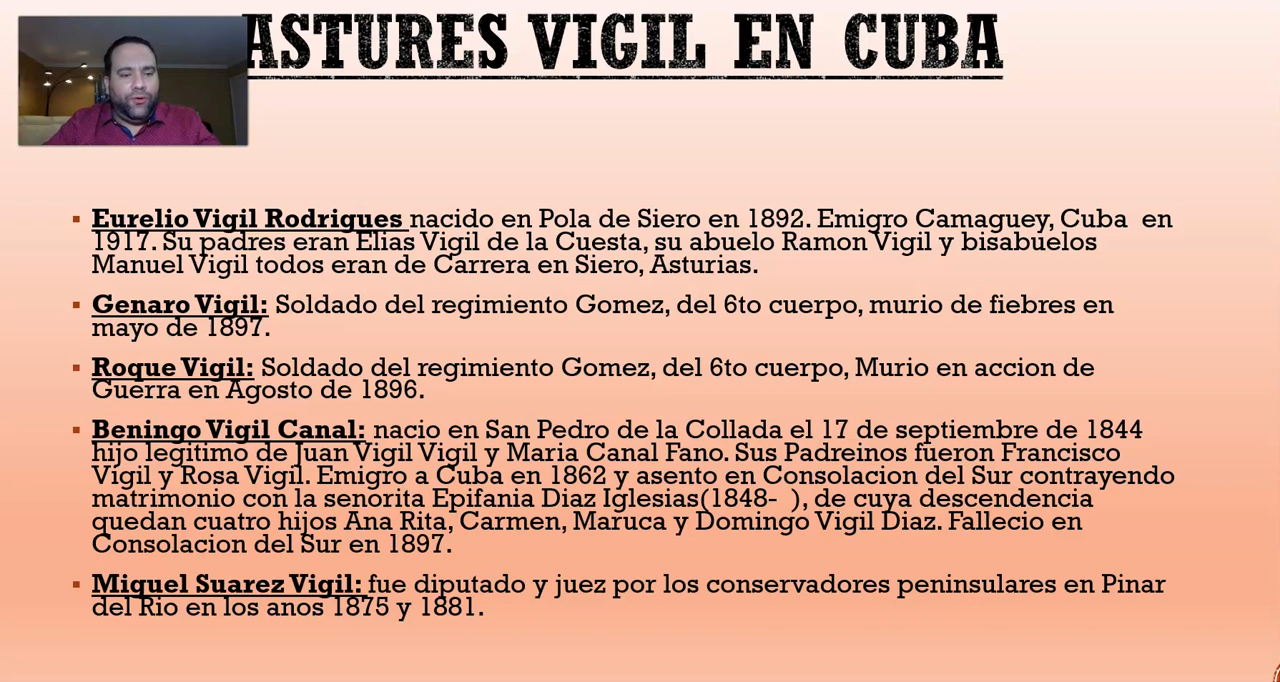 ASTURES VIGIL EN CUBA
Eurelio Vigil Rodrigues nacido en Pola de Siero en 1892. Emigro Camaguey, Cuba en
1917. Su padres eran Elias Vigil de la Cuesta, su abuelo Ramon Vigil y bisabuelos
Manuel Vigil todos eran de Carrera en Siero, Asturias.
Genaro Vigil: Soldado del regimiento Gomez, del 6to cuerpo, murio de fiebres en
mayo de 1897.
Roque Vigil: Soldado del regimiento Gomez, del 6to cuerpo, Murio en accion de
Guerra en Agosto de 1896.
Beningo Vigil Canal: nacio en San Pedro de la Collada el 17 de septiembre de 1844
hijo legitimo de Juan Vigil Vigil y Maria Canal Fano. Sus Padreinos fueron Francisco
Vigil y Rosa Vigil. Emigro a Cuba en 1862 y asento en Consolacion del Sur contrayendo
matrimonio con la senorita Epifania Diaz Iglesias(1848- ), de cuya descendencia
quedan cuatro hijos Ana Rita, Carmen, Maruca y Domingo Vigil Diaz. Fallecio en
Consolacion del Sur en 1897.
Miquel Suarez Vigil: fue diputado y juez por los conservadores peninsulares en Pinar
del Rio en los anos 1875 y 1881.